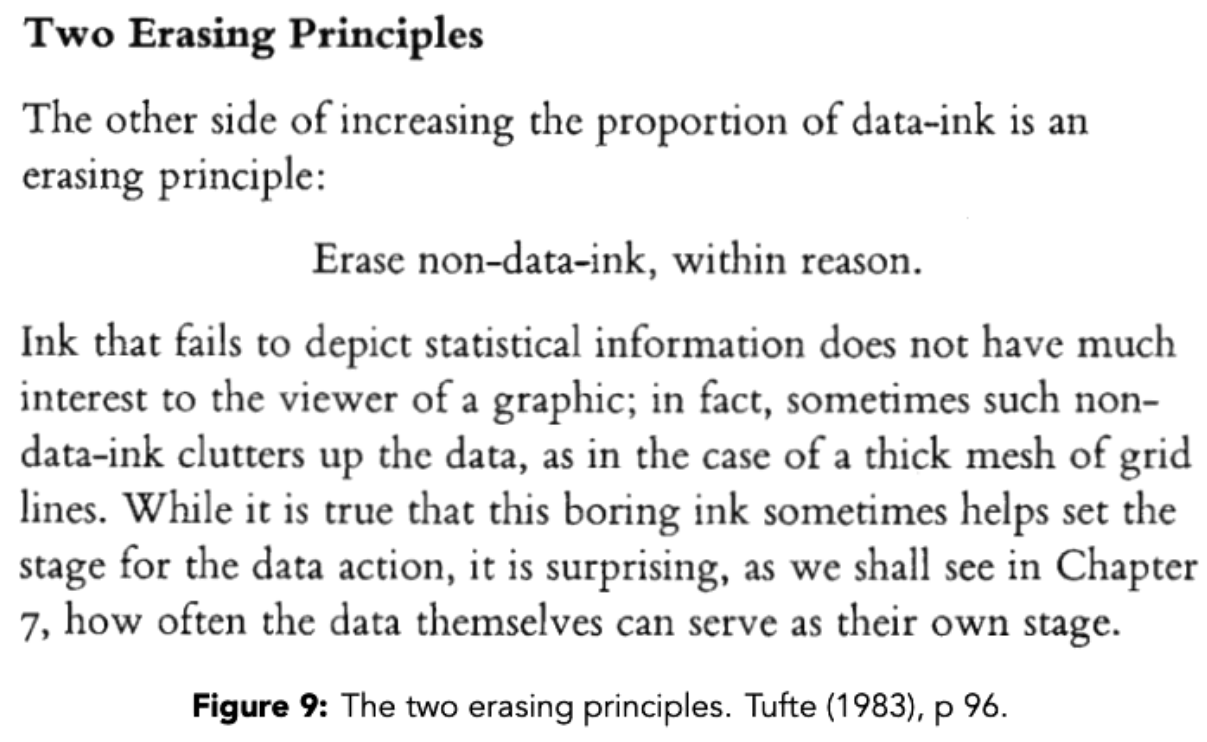 Two Erasing Principles
The other side of increasing the proportion of data-ink is an
erasing principle:
Erase non-data-ink, within reason.
Ink that fails to depict statistical information does not have much
interest to the viewer of a graphic; in fact, sometimes such non-
data-ink clutters up the data, as in the case of a thick mesh of grid
lines. While it is true that this boring ink sometimes helps set the
stage for the data action, it is surprising, as we shall see in Chapter
7, how often the data themselves can serve as their own stage.
Figure 9: The two erasing principles. Tufte (1983), p 96.